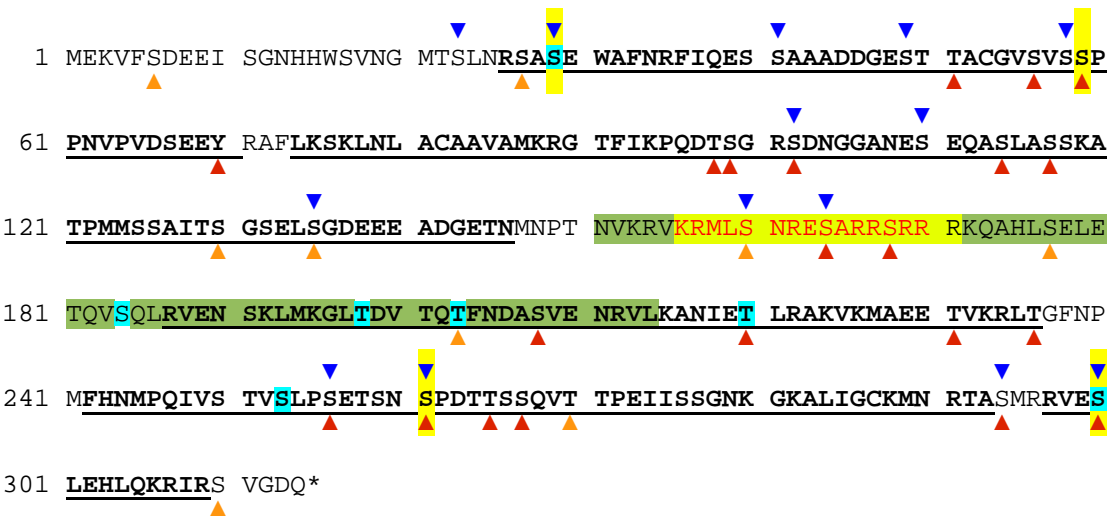 1 MEKVFSDEEI SGNHHWSVNG MTSLNRSASE WAFNRFIQES SAAADDGEST TACGVSVSSP
61 PNVPVDSEEY RAFLKSKLNL ACAAVAMKRG TFIKPQDTSG RSDNGGANES EQASLASSKA
121 TPMMSSAITS GSELSGDEEE ADGETNMNPT NVKRVKRMLS NRESARRSRR RKQAHLSELE
181 TQVSQLRVEN SKLMKGLTDV TQTFNDASVE NRVLKANIET LRAKVKMAEE TVKRLTGFNP
241 MFHNMPQIVS TVSLPSETSN SPDTTSSQVT TPEIISSGNK GKALIGCKMN RTASMRRVES
301 LEHLQKRIRS VGDQ*